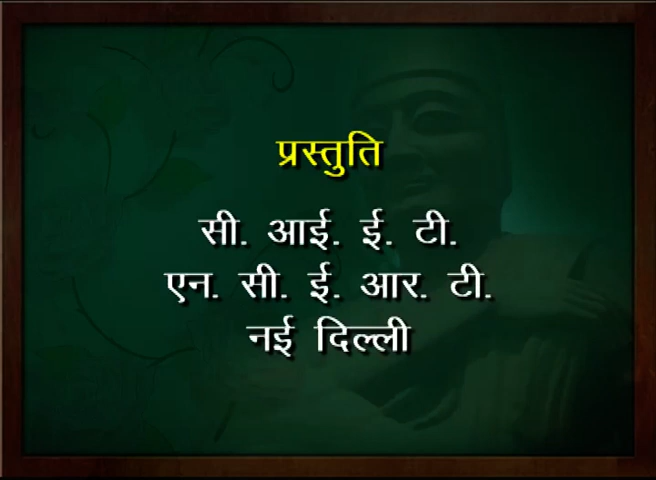 प्रस्तुति
सी. आई. ई. टी.
एन. सी. ई. आर. टी.
नई दिल्ली